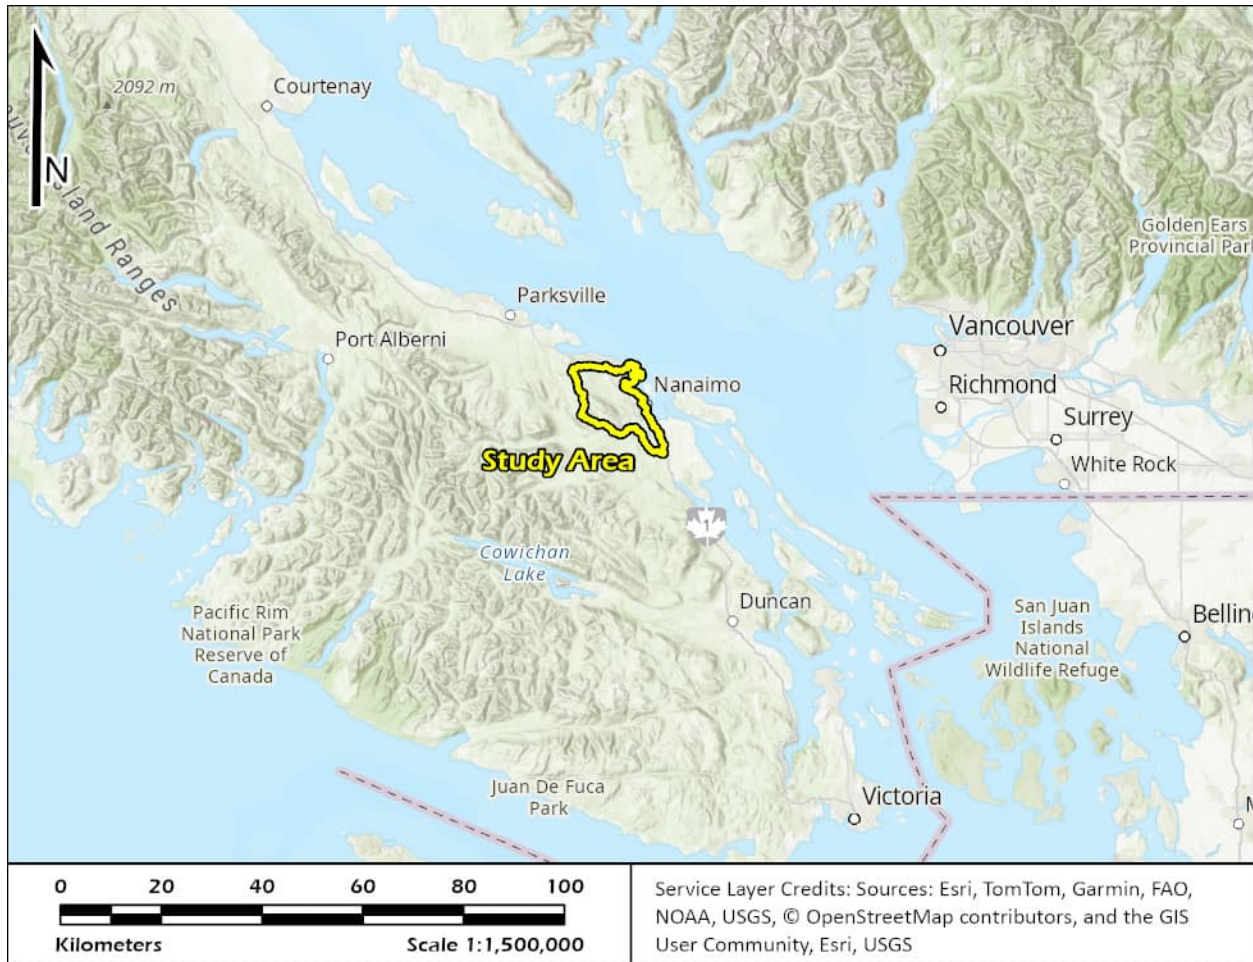 2092 m
Courtenay
N
Island Ranges
Golden Ears
Provincial Park
Parksville
Port Alberni
Vancouver
Nanaimo
Richmond
Surrey
Study Area
White Rock
1
Cowichan
Lake
Duncan
Pacific Rim
National Park
Reserve of
Canada
San Juan
Islands
National
Wildlife Refuge
Bellin
Juan De Fuca
Park
Victoria
M
0 20 40 60 80 100
Kilometers Scale 1:1,500,000
Service Layer Credits: Sources: Esri, TomTom, Garmin, FAO,
NOAA, USGS, © OpenStreetMap contributors, and the GIS
User Community, Esri, USGS